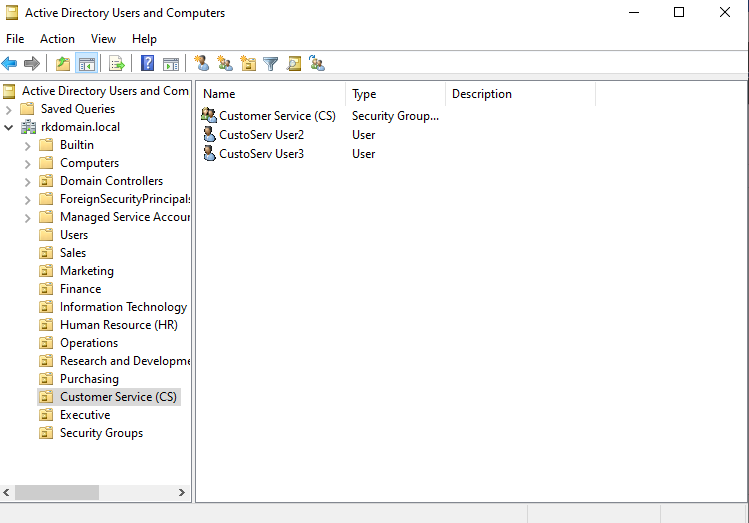 Active Directory Users and Computers
File Action View Help
Active Directory Users and Com
Saved Queries
rkdomain.local
Builtin
Computers
Domain Controllers
ForeignSecurityPrincipals
Managed Service Accour
Users
Sales
Marketing
Finance
Information Technology
Human Resource (HR)
Operations
Research and Developme
Purchasing
Customer Service (CS)
Executive
Security Groups
Name Type Description
Customer Service (CS) Security Group...
CustoServ User2 User
CustoServ User3 User